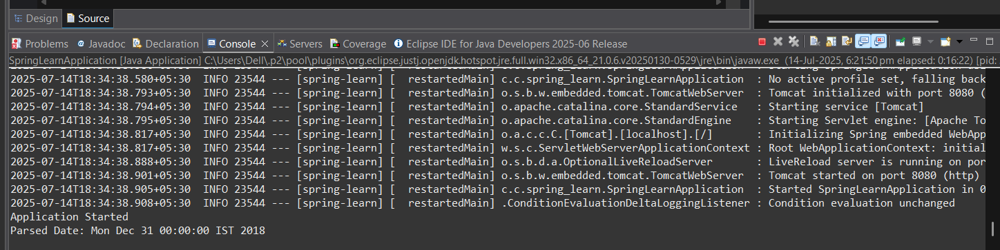 Design Source
Problems @ Javadoc Declaration Console Servers Coverage Eclipse IDE for Java Developers 2025-06 Release
SpringLearnApplication [Java Application] C:\Users\Dell\.p2\pool\plugins\org.eclipse.justj.openjdk.hotspot.jre.full.win32.x86_64_21.0.6.v20250130-0529\jre\bin\javaw.exe (14-Jul-2025, 6:21:50 pm elapsed: 0:16:22) [pid:
2025-07-14T18:34:38.793+05:30  INFO 23544 --- [spring-learn] [  restartedMain] o.s.b.w.embedded.tomcat.TomcatWebServer  : Tomcat initialized with port 8080 (
2025-07-14T18:34:38.794+05:30  INFO 23544 --- [spring-learn] [  restartedMain] o.apache.catalina.core.StandardService   : Starting service [Tomcat]
2025-07-14T18:34:38.795+05:30  INFO 23544 --- [spring-learn] [  restartedMain] o.apache.catalina.core.StandardEngine    : Starting Servlet engine: [Apache To
2025-07-14T18:34:38.817+05:30  INFO 23544 --- [spring-learn] [  restartedMain] o.a.c.c.C.[Tomcat].[localhost].[/]       : Initializing Spring embedded WebApp
2025-07-14T18:34:38.817+05:30  INFO 23544 --- [spring-learn] [  restartedMain] w.s.c.ServletWebServerApplicationContext : Root WebApplicationContext: initial
2025-07-14T18:34:38.888+05:30  INFO 23544 --- [spring-learn] [  restartedMain] o.s.b.d.a.OptionalLiveReloadServer       : LiveReload server is running on por
2025-07-14T18:34:38.901+05:30  INFO 23544 --- [spring-learn] [  restartedMain] o.s.b.w.embedded.tomcat.TomcatWebServer  : Tomcat started on port 8080 (http)
2025-07-14T18:34:38.905+05:30  INFO 23544 --- [spring-learn] [  restartedMain] c.c.spring_learn.SpringLearnApplication  : Started SpringLearnApplication in 0
2025-07-14T18:34:38.908+05:30  INFO 23544 --- [spring-learn] [  restartedMain] .ConditionEvaluationDeltaLoggingListener : Condition evaluation unchanged
Application Started
Parsed Date: Mon Dec 31 00:00:00 IST 2018
2025-07-14T18:34:38.580+05:30  INFO 23544 --- [spring-learn] [  restartedMain] c.c.spring_learn.SpringLearnApplication  : No active profile set, falling back